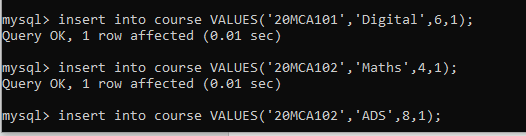 mysql> insert into course VALUES('20MCA101','Digital',6,1);
Query OK, 1 row affected (0.01 sec)
mysql> insert into course VALUES('20MCA102','Maths',4,1);
Query OK, 1 row affected (0.01 sec)
mysql> insert into course VALUES('20MCA102','ADS',8,1);